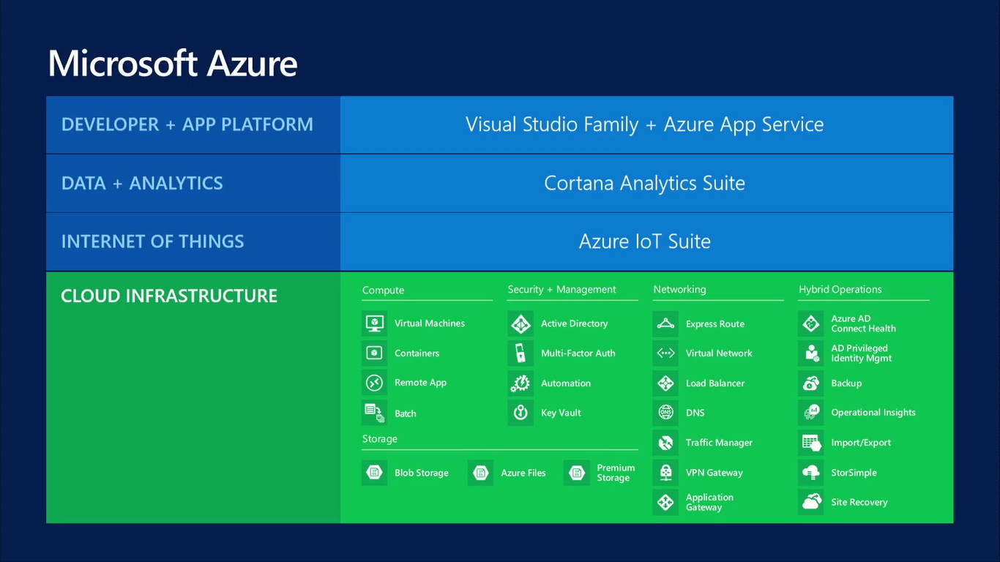 Microsoft Azure
DEVELOPER + APP PLATFORM
Visual Studio Family + Azure App Service
DATA + ANALYTICS
Cortana Analytics Suite
INTERNET OF THINGS
Azure IoT Suite
CLOUD INFRASTRUCTURE
Compute
Virtual Machines
Containers
Remote App
Batch
Security + Management
Active Directory
Multi-Factor Auth
Automation
Key Vault
Storage
Blob Storage
Azure Files
Premium
Storage
Networking
Express Route
Virtual Network
Load Balancer
DNS
DNS
Traffic Manager
VPN Gateway
Application
Gateway
Hybrid Operations
Azure AD
Connect Health
AD Privileged
Identity Mgmt
Backup
Operational Insights
Import/Export
StorSimple
Site Recovery